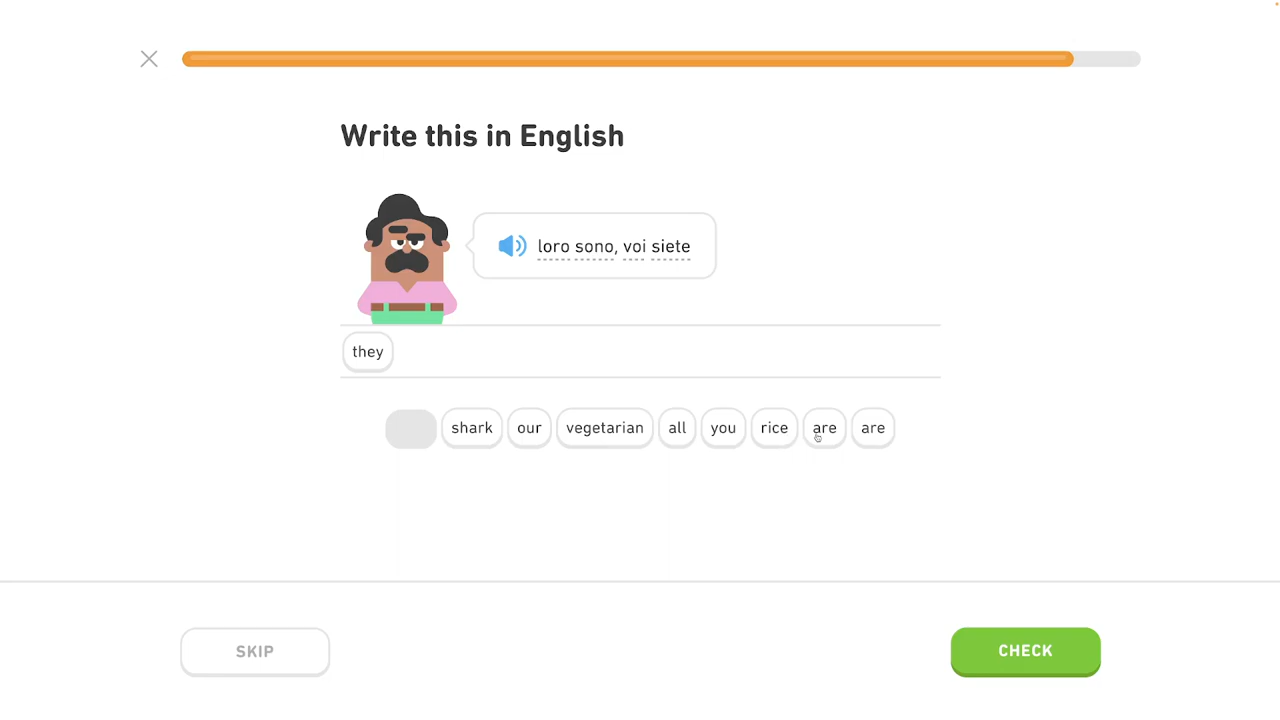 Write this in English
loro sono, voi siete
they
shark our vegetarian all you rice are are
SKIP CHECK